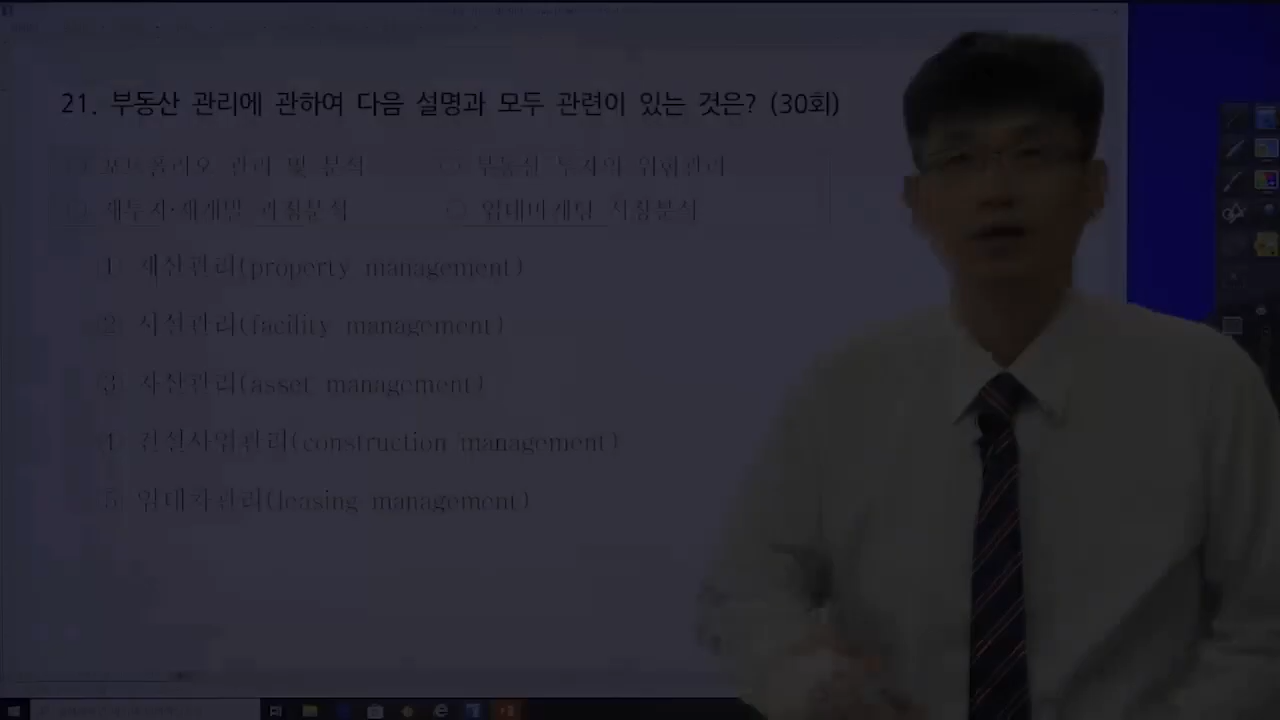 21. 부동산 관리에 관하여 다음 설명과 모두 관련이 있는 것은? (30회)
○ 포트폴리오 관리 및 분석 ○ 부동산 투자의 위험관리
○ 재투자·재개발 과정분석 ○ 임대마케팅 시장분석
1) 재산관리(property management)
2) 시설관리(facility management)
3) 자산관리(asset management)
4) 건설사업관리(construction management)
5) 임대차관리(leasing management)